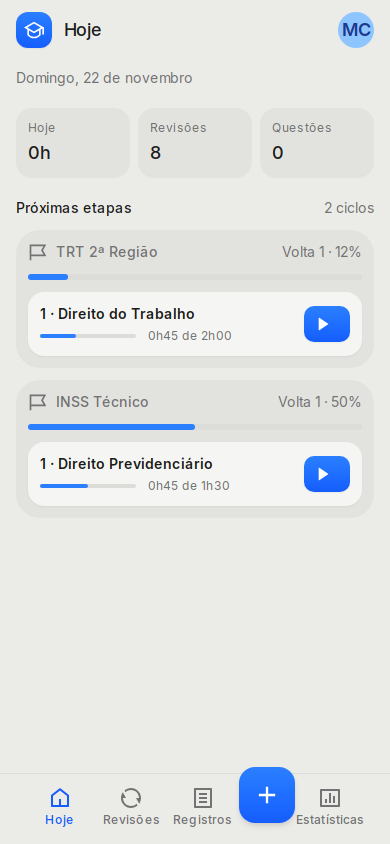 Hoje
MC
Domingo, 22 de novembro
Hoje
0h
Revisões
8
Questões
0
Próximas etapas
2 ciclos
TRT 2ª Região
Volta 1 · 12%
1 · Direito do Trabalho
0h45 de 2h00
INSS Técnico
Volta 1 · 50%
1 · Direito Previdenciário
0h45 de 1h30
Hoje
Revisões
Registros
Estatísticas